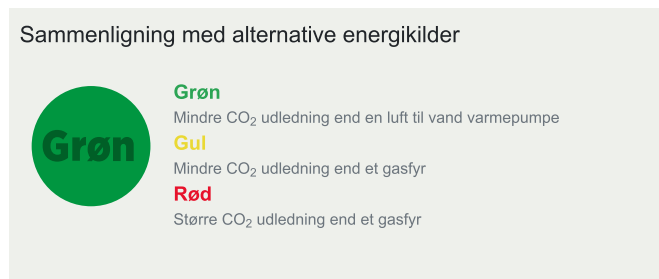 Sammenligning med alternative energikilder
Grøn
Grøn
Mindre CO2 udledning end en luft til vand varmepumpe
Gul
Mindre CO2 udledning end et gasfyr
Rød
Større CO2 udledning end et gasfyr